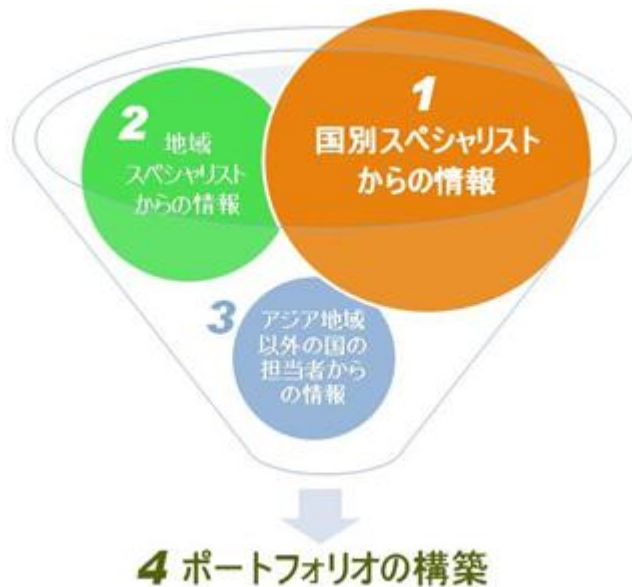 1
国別スペシャリスト
からの情報
2
地域
スペシャリスト
からの情報
3
アジア地域
以外の国の
担当者から
の情報
4 ポートフォリオの構築